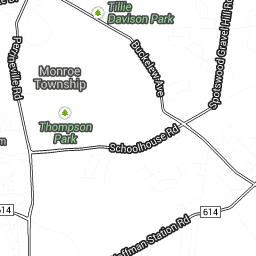 Tillie
Davison Park
Perrineville Rd
Buckelew Ave
Spotswood Gravel Hill Rd
Monroe
Township
Thompson
Park
Schoolhouse Rd
614
614
Hoffman Station Rd